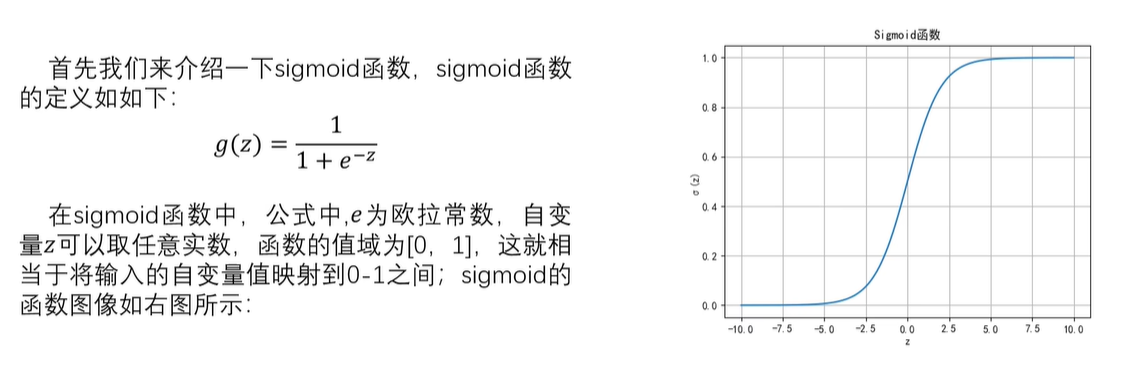 首先我们来介绍一下sigmoid函数，sigmoid函数
的定义如如下：
g(z) = 1 / (1 + e^{-z})
在sigmoid函数中，公式中,e为欧拉常数，自变
量z可以取任意实数，函数的值域为[0，1]，这就相
当于将输入的自变量值映射到0-1之间；sigmoid的
函数图像如右图所示：
Sigmoid函数
1.0
0.8
0.6
0.4
0.2
0.0
σ(z)
-10.0 -7.5 -5.0 -2.5 0.0 2.5 5.0 7.5 10.0
z